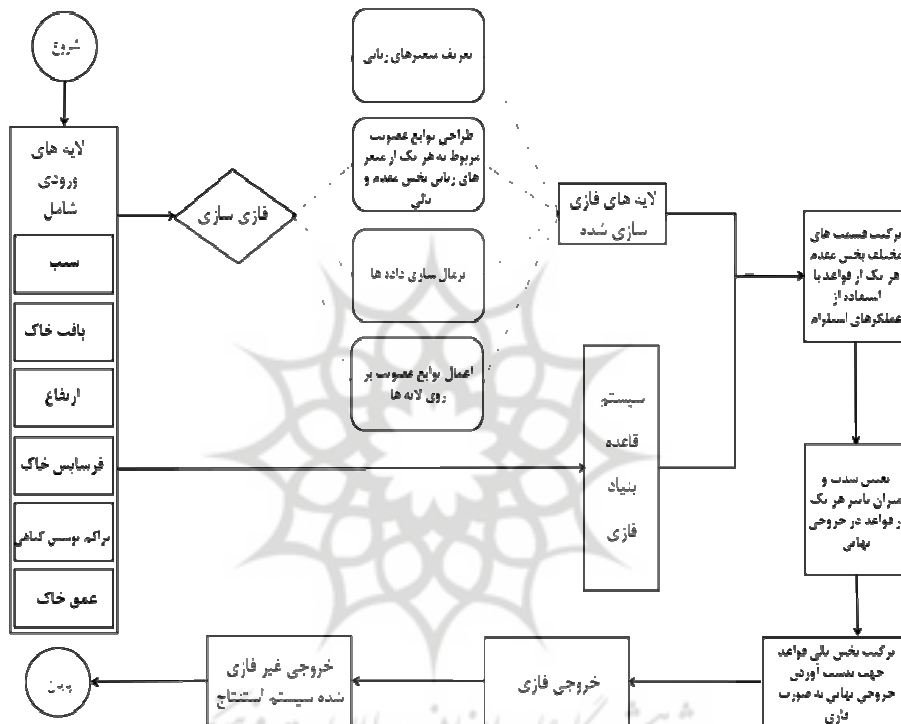 شروع
لایه های
ورودی
شامل
شیب
بافت خاک
ارتفاع
فرسایش خاک
تراکم پوشش گیاهی
عمق خاک
فازی سازی
تعریف متغیرهای زبانی
طراحی توابع عضویت
مربوط به هر یک از متغیر
های زبانی بخش مقدم و
تالی
نرمال سازی داده ها
اعمال توابع عضویت بر
روی لایه ها
لایه های فازی
سازی شده
سیستم
قاعده
بنیاد
فازی
ترکیب قسمت های
مختلف بخش مقدم
هر یک از قواعد با
استفاده از
عملگرهای استلزام
تعیین شدت و
میزان تاثیر هر یک
از قواعد در خروجی
نهایی
ترکیب بخش تالی قواعد
جهت بدست آوردن
خروجی نهایی به صورت
فازی
خروجی فازی
خروجی غیر فازی
شده سیستم استنتاج
پایان